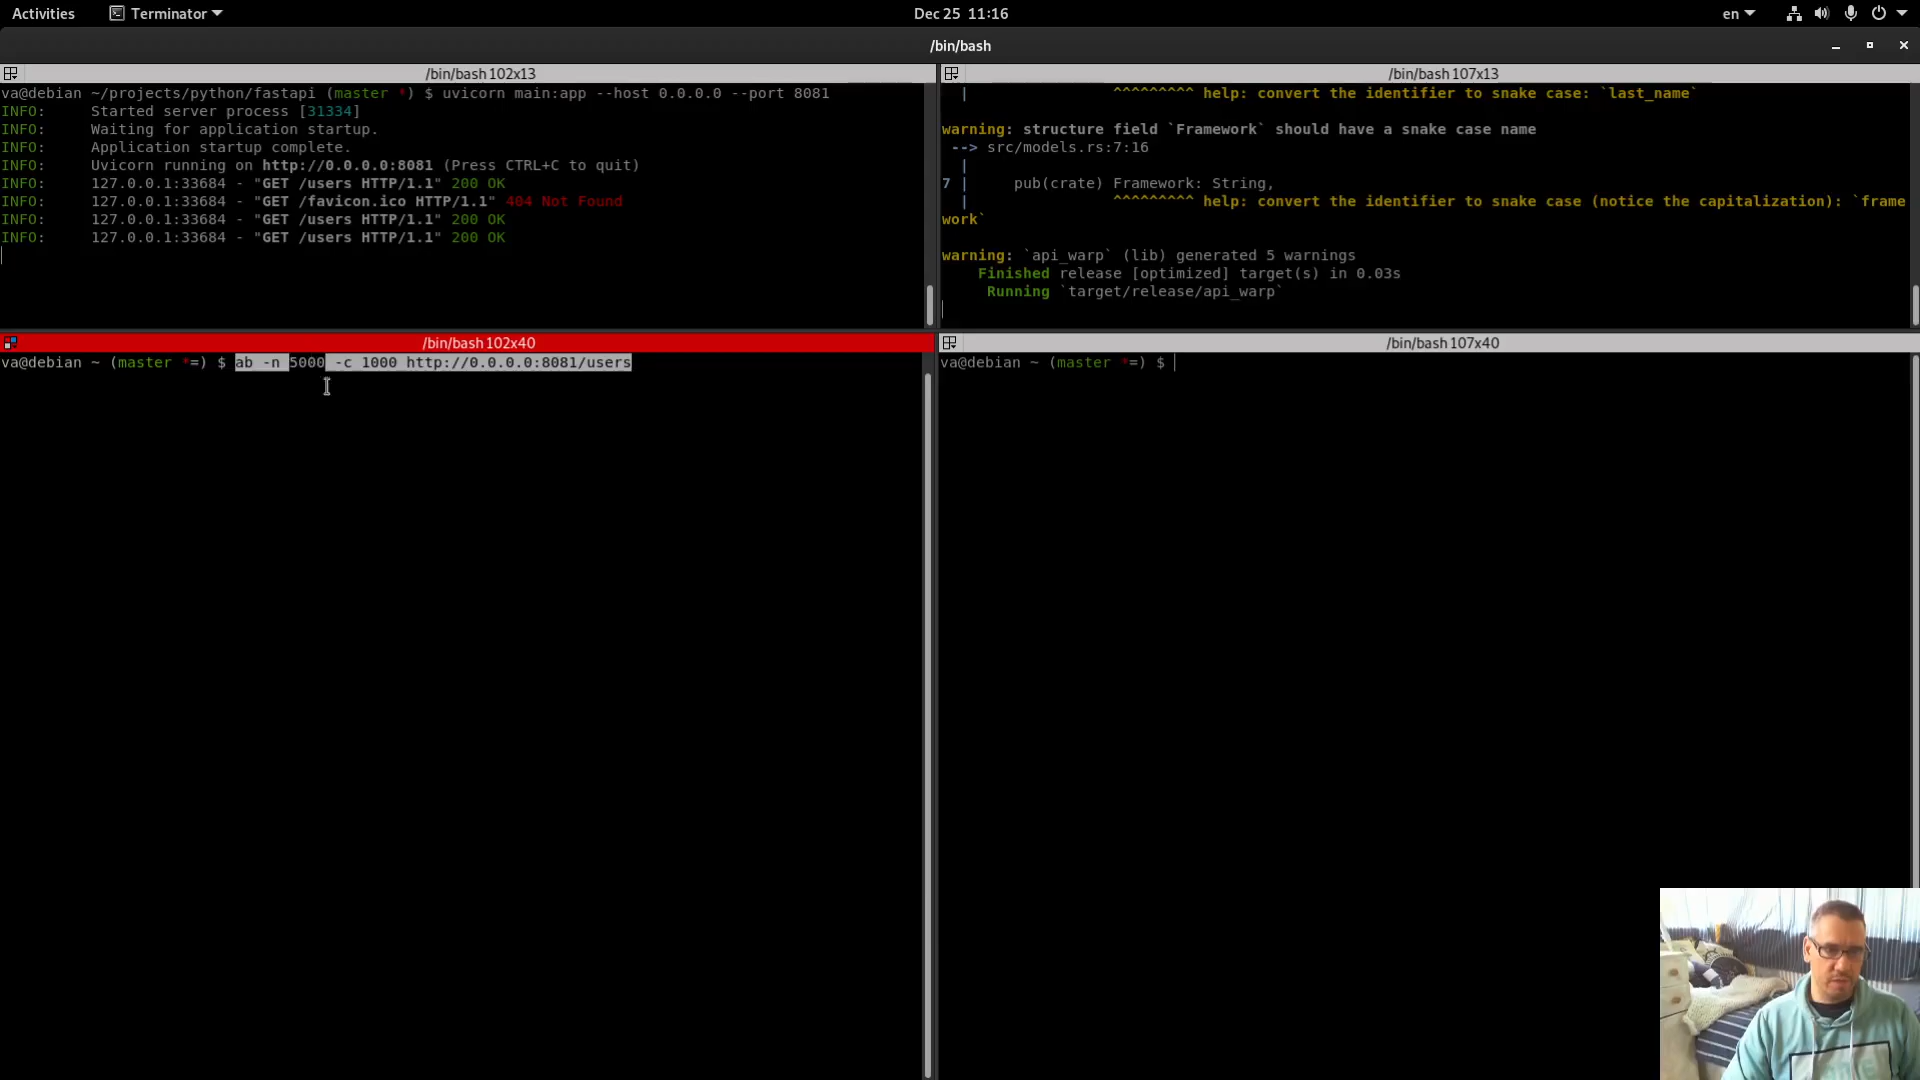 Activities Terminator Dec 25 11:16 en
/bin/bash
/bin/bash 102x13
va@debian ~/projects/python/fastapi (master *) $ uvicorn main:app --host 0.0.0.0 --port 8081
INFO: Started server process [31334]
INFO: Waiting for application startup.
INFO: Application startup complete.
INFO: Uvicorn running on http://0.0.0.0:8081 (Press CTRL+C to quit)
INFO: 127.0.0.1:33684 - "GET /users HTTP/1.1" 200 OK
INFO: 127.0.0.1:33684 - "GET /favicon.ico HTTP/1.1" 404 Not Found
INFO: 127.0.0.1:33684 - "GET /users HTTP/1.1" 200 OK
INFO: 127.0.0.1:33684 - "GET /users HTTP/1.1" 200 OK
/bin/bash 107x13
| ^^^^^^^^^ help: convert the identifier to snake case: `last_name`
warning: structure field `Framework` should have a snake case name
--> src/models.rs:7:16
|
7 | pub(crate) Framework: String,
| ^^^^^^^^^ help: convert the identifier to snake case (notice the capitalization): `frame
work`
warning: `api_warp` (lib) generated 5 warnings
Finished release [optimized] target(s) in 0.03s
Running `target/release/api_warp`
/bin/bash 102x40
va@debian ~ (master *=) $ ab -n 5000 -c 1000 http://0.0.0.0:8081/users
/bin/bash 107x40
va@debian ~ (master *=) $